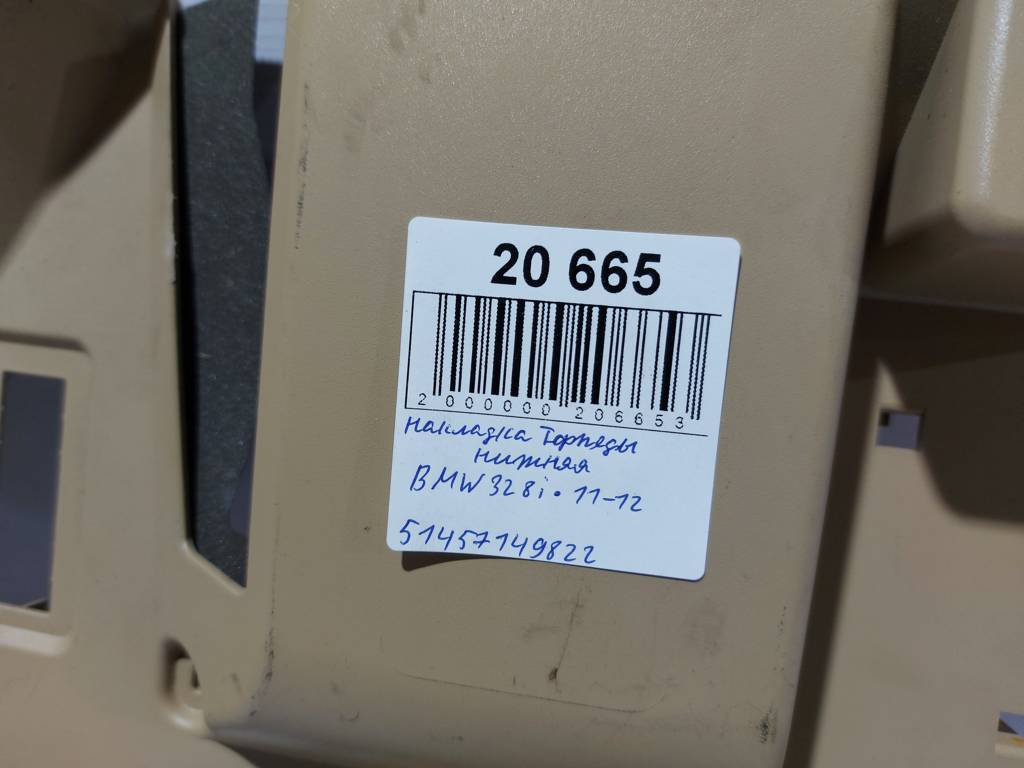 20 665
2000000206653
накладка Торпеды
нижняя
BMW 328i • 11-12
51457149822